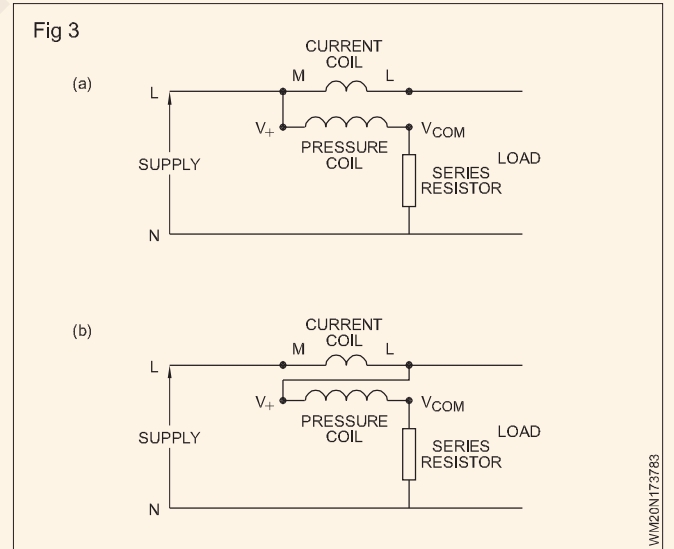 Fig 3
(a)
CURRENT
COIL
M
L
L
V+
VCOM
PRESSURE
COIL
SUPPLY
SERIES
RESISTOR
LOAD
N
(b)
CURRENT
COIL
M
L
L
V+
VCOM
PRESSURE
COIL
SUPPLY
SERIES
RESISTOR
LOAD
N
WM20N173783